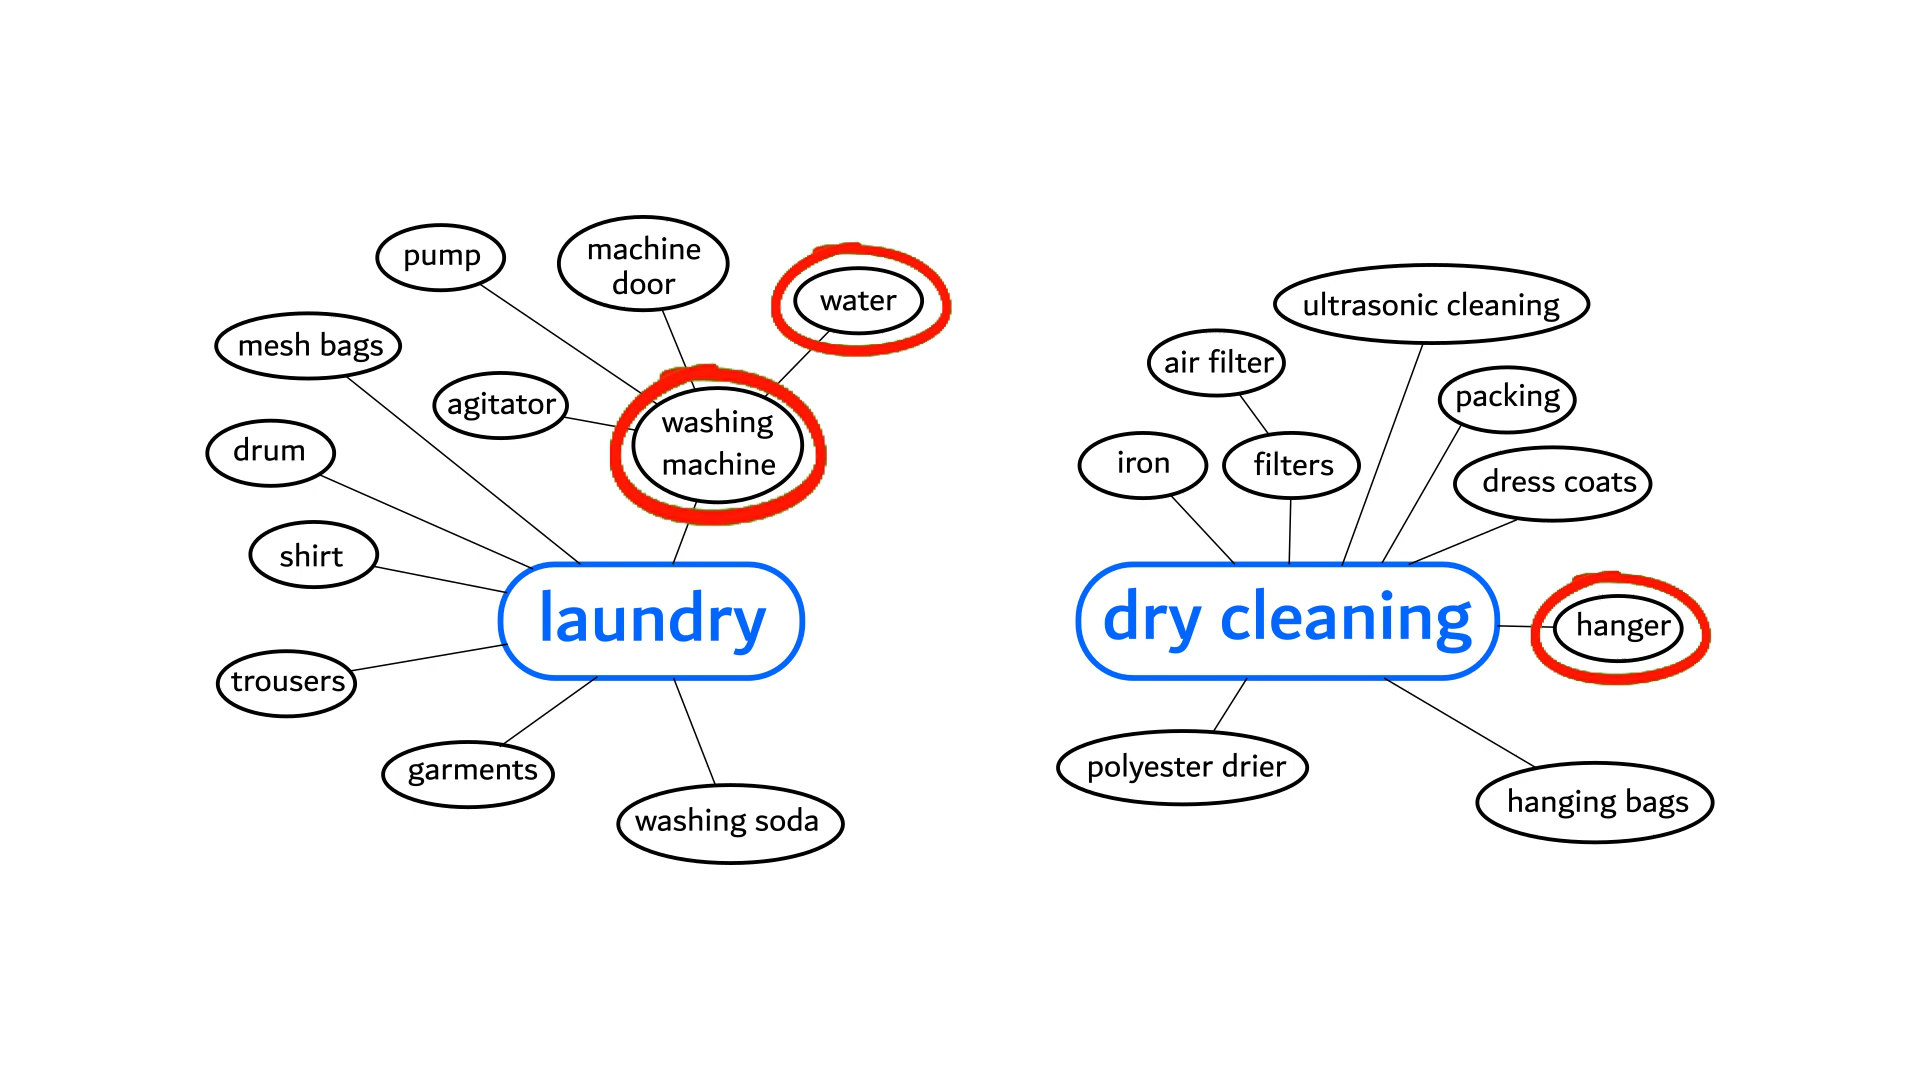 pump
machine
door
water
mesh bags
agitator
washing
machine
drum
shirt
laundry
trousers
garments
washing soda
ultrasonic cleaning
air filter
packing
iron
filters
dress coats
dry cleaning
hanger
polyester drier
hanging bags